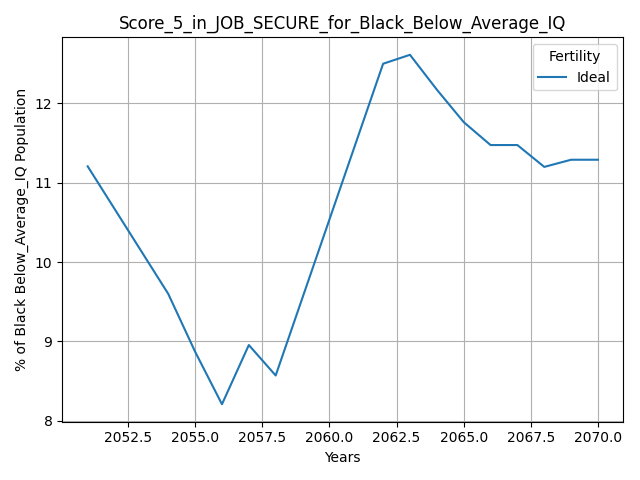 Score_5_in_JOB_SECURE_for_Black_Below_Average_IQ
% of Black Below_Average_IQ Population
12
11
10
9
8
Fertility
Ideal
2052.5 2055.0 2057.5 2060.0 2062.5 2065.0 2067.5 2070.0
Years